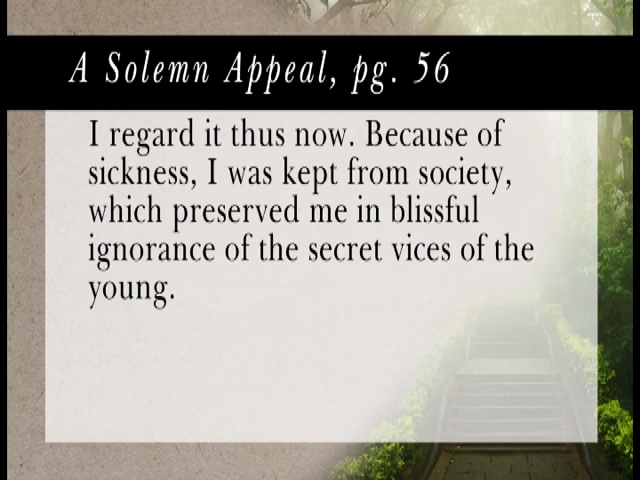 A Solemn Appeal, pg. 56
I regard it thus now. Because of
sickness, I was kept from society,
which preserved me in blissful
ignorance of the secret vices of the
young.